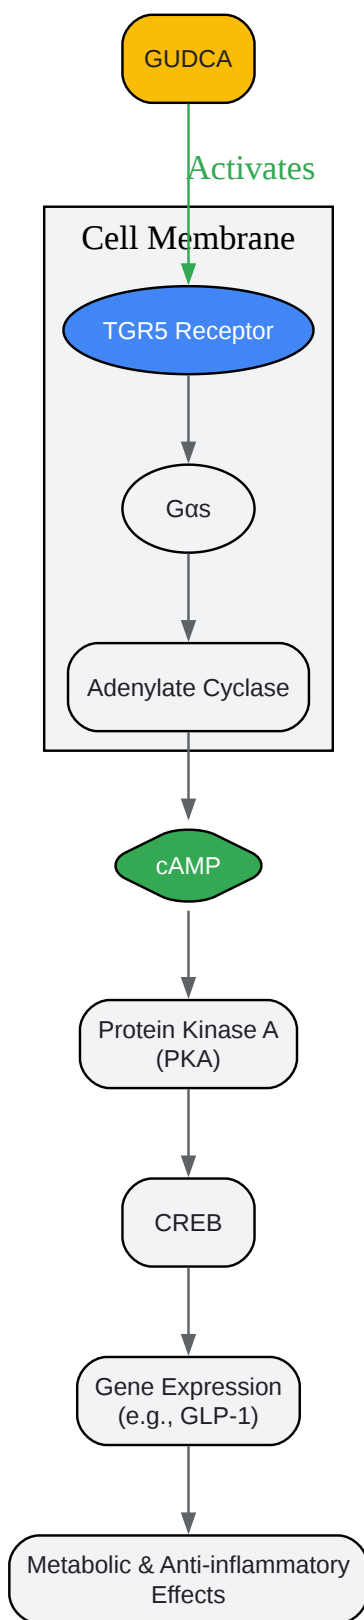 GUDCA
Activates
Cell Membrane
TGR5 Receptor
Gαs
Adenylate Cyclase
cAMP
Protein Kinase A
(PKA)
CREB
Gene Expression
(e.g., GLP-1)
Metabolic & Anti-inflammatory
Effects